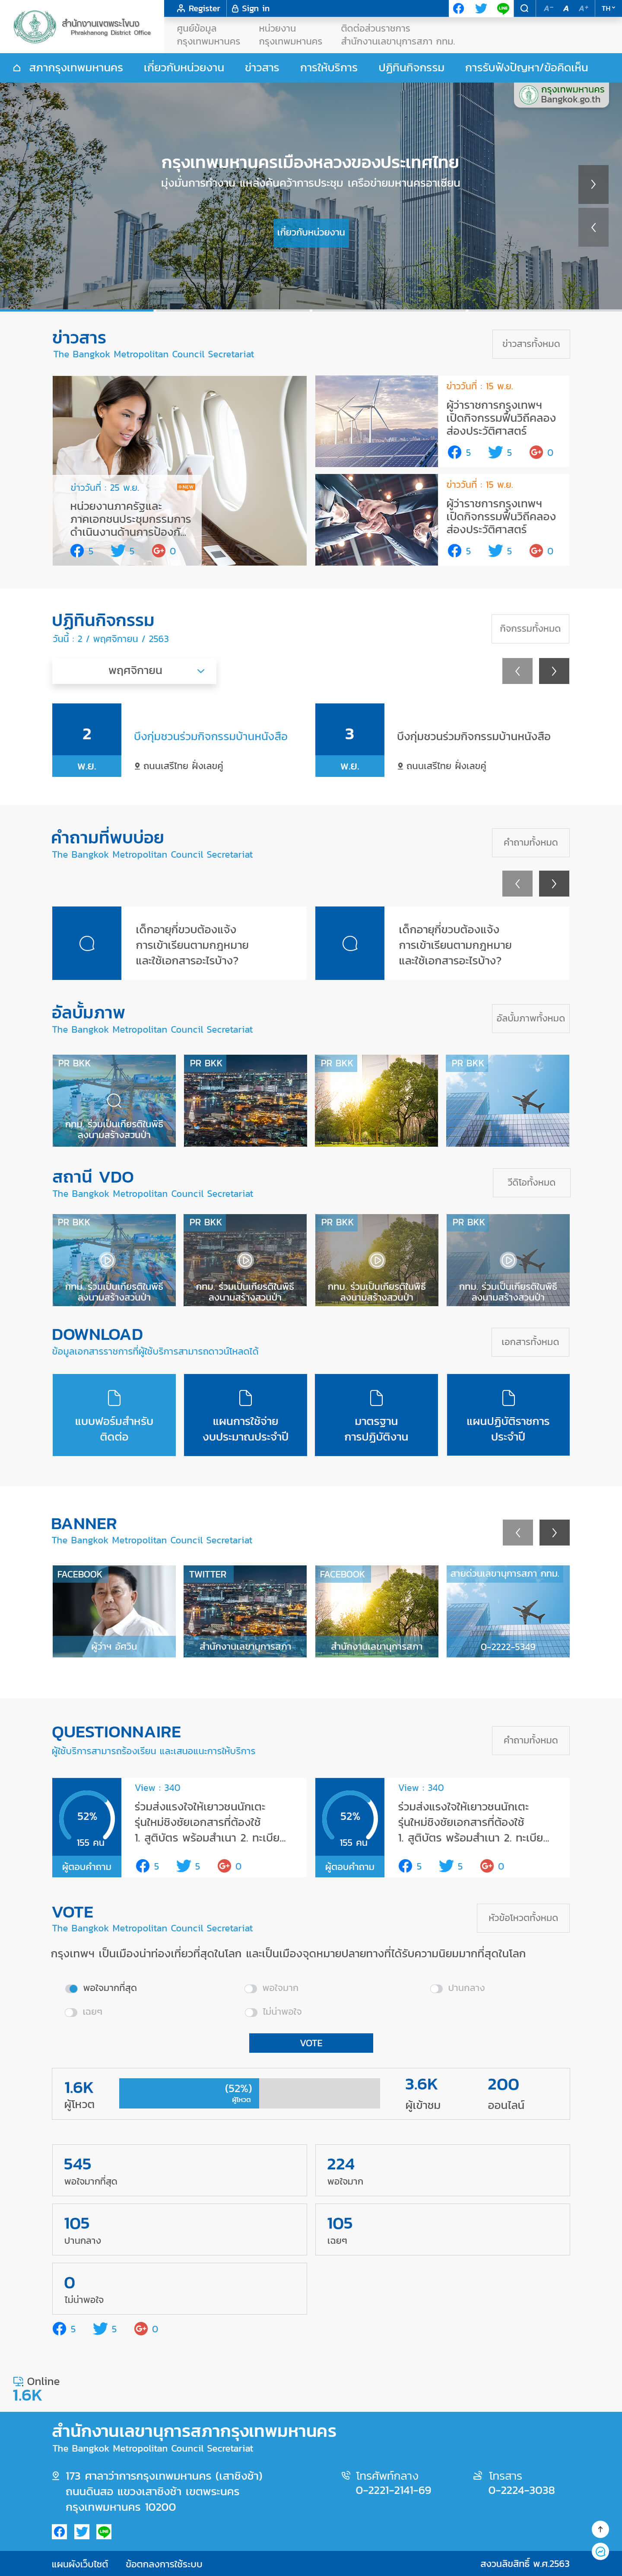 สำนักงานเขตพระโขนง
Phrakhanong District Office
Register
Sign in
A-
A
A+
TH
ศูนย์ข้อมูล
กรุงเทพมหานคร
หน่วยงาน
กรุงเทพมหานคร
ติดต่อส่วนราชการ
สำนักงานเลขานุการสภา กทม.
สภากรุงเทพมหานคร
เกี่ยวกับหน่วยงาน
ข่าวสาร
การให้บริการ
ปฏิทินกิจกรรม
การรับฟังปัญหา/ข้อคิดเห็น
กรุงเทพมหานคร
Bangkok.go.th
กรุงเทพมหานครเมืองหลวงของประเทศไทย
มุ่งมั่นการทำงาน แหล่งค้นคว้าการประชุม เครือข่ายมหานครอาเซียน
เกี่ยวกับหน่วยงาน
ข่าวสาร
The Bangkok Metropolitan Council Secretariat
ข่าวสารทั้งหมด
ข่าววันที่ : 25 พ.ย.
NEW
หน่วยงานภาครัฐและ
ภาคเอกชนประชุมกรรมการ
ดำเนินงานด้านการป้องกั...
5
5
0
ข่าววันที่ : 15 พ.ย.
ผู้ว่าราชการกรุงเทพฯ
เปิดกิจกรรมฟื้นวิถีคลอง
ส่องประวัติศาสตร์
5
5
0
ข่าววันที่ : 15 พ.ย.
ผู้ว่าราชการกรุงเทพฯ
เปิดกิจกรรมฟื้นวิถีคลอง
ส่องประวัติศาสตร์
5
5
0
ปฏิทินกิจกรรม
วันนี้ : 2 / พฤศจิกายน / 2563
กิจกรรมทั้งหมด
พฤศจิกายน
2
พ.ย.
บึงกุ่มชวนร่วมกิจกรรมบ้านหนังสือ
ถนนเสรีไทย ฝั่งเลขคู่
3
พ.ย.
บึงกุ่มชวนร่วมกิจกรรมบ้านหนังสือ
ถนนเสรีไทย ฝั่งเลขคู่
คำถามที่พบบ่อย
The Bangkok Metropolitan Council Secretariat
คำถามทั้งหมด
เด็กอายุกี่ขวบต้องแจ้ง
การเข้าเรียนตามกฎหมาย
และใช้เอกสารอะไรบ้าง?
เด็กอายุกี่ขวบต้องแจ้ง
การเข้าเรียนตามกฎหมาย
และใช้เอกสารอะไรบ้าง?
อัลบั้มภาพ
The Bangkok Metropolitan Council Secretariat
อัลบั้มภาพทั้งหมด
PR BKK
กทม. ร่วมเป็นเกียรติในพิธี
ลงนามสร้างสวนป่า
PR BKK
PR BKK
PR BKK
สถานี VDO
The Bangkok Metropolitan Council Secretariat
วีดิโอทั้งหมด
PR BKK
กทม. ร่วมเป็นเกียรติในพิธี
ลงนามสร้างสวนป่า
PR BKK
กทม. ร่วมเป็นเกียรติในพิธี
ลงนามสร้างสวนป่า
PR BKK
กทม. ร่วมเป็นเกียรติในพิธี
ลงนามสร้างสวนป่า
PR BKK
กทม. ร่วมเป็นเกียรติในพิธี
ลงนามสร้างสวนป่า
DOWNLOAD
ข้อมูลเอกสารราชการที่ผู้ใช้บริการสามารถดาวน์โหลดได้
เอกสารทั้งหมด
แบบฟอร์มสำหรับ
ติดต่อ
แผนการใช้จ่าย
งบประมาณประจำปี
มาตรฐาน
การปฏิบัติงาน
แผนปฏิบัติราชการ
ประจำปี
BANNER
The Bangkok Metropolitan Council Secretariat
FACEBOOK
ผู้ว่าฯ อัศวิน
TWITTER
สำนักงานเลขานุการสภา
FACEBOOK
สำนักงานเลขานุการสภา
สายด่วนเลขานุการสภา กทม.
0-2222-5349
QUESTIONNAIRE
ผู้ใช้บริการสามารถร้องเรียน และเสนอแนะการให้บริการ
คำถามทั้งหมด
52%
155 คน
ผู้ตอบคำถาม
View : 340
ร่วมส่งแรงใจให้เยาวชนนักเตะ
รุ่นใหม่ชิงชัยเอกสารที่ต้องใช้
1. สูติบัตร พร้อมสำเนา 2. ทะเบีย...
5
5
0
52%
155 คน
ผู้ตอบคำถาม
View : 340
ร่วมส่งแรงใจให้เยาวชนนักเตะ
รุ่นใหม่ชิงชัยเอกสารที่ต้องใช้
1. สูติบัตร พร้อมสำเนา 2. ทะเบีย...
5
5
0
VOTE
The Bangkok Metropolitan Council Secretariat
หัวข้อโหวตทั้งหมด
กรุงเทพฯ เป็นเมืองน่าท่องเที่ยวที่สุดในโลก และเป็นเมืองจุดหมายปลายทางที่ได้รับความนิยมมากที่สุดในโลก
พอใจมากที่สุด
พอใจมาก
ปานกลาง
เฉยๆ
ไม่น่าพอใจ
VOTE
1.6K
ผู้โหวต
(52%)
ผู้โหวต
3.6K
ผู้เข้าชม
200
ออนไลน์
545
พอใจมากที่สุด
224
พอใจมาก
105
ปานกลาง
105
เฉยๆ
0
ไม่น่าพอใจ
5
5
0
Online
1.6K
สำนักงานเลขานุการสภากรุงเทพมหานคร
The Bangkok Metropolitan Council Secretariat
173 ศาลาว่าการกรุงเทพมหานคร (เสาชิงช้า)
ถนนดินสอ แขวงเสาชิงช้า เขตพระนคร
กรุงเทพมหานคร 10200
โทรศัพท์กลาง
0-2221-2141-69
โทรสาร
0-2224-3038
แผนผังเว็บไซต์
ข้อตกลงการใช้ระบบ
สงวนลิขสิทธิ์ พ.ศ.2563